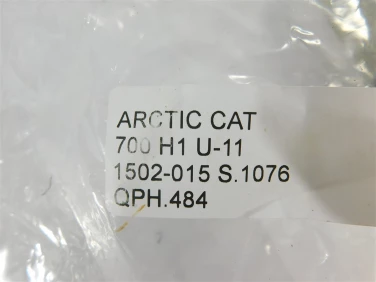 ARCTIC CAT
700 H1 U-11
1502-015 S.1076
QPH.484